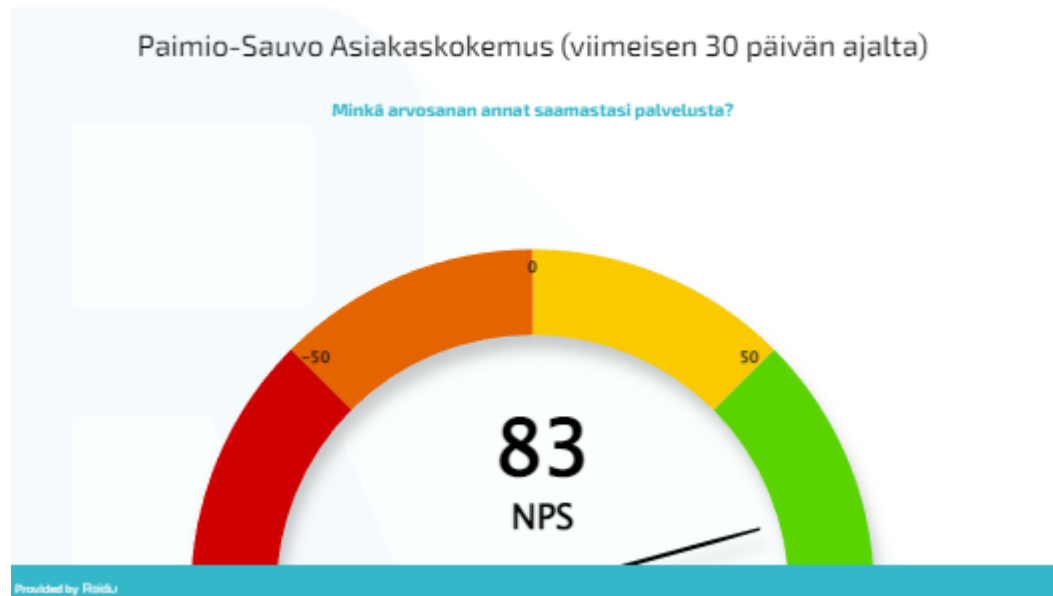 Paimio-Sauvo Asiakaskokemus (viimeisen 30 päivän ajalta)
Minkä arvosanan annat saamastasi palvelusta?
0
-50
50
83
NPS
Provided by Roidu